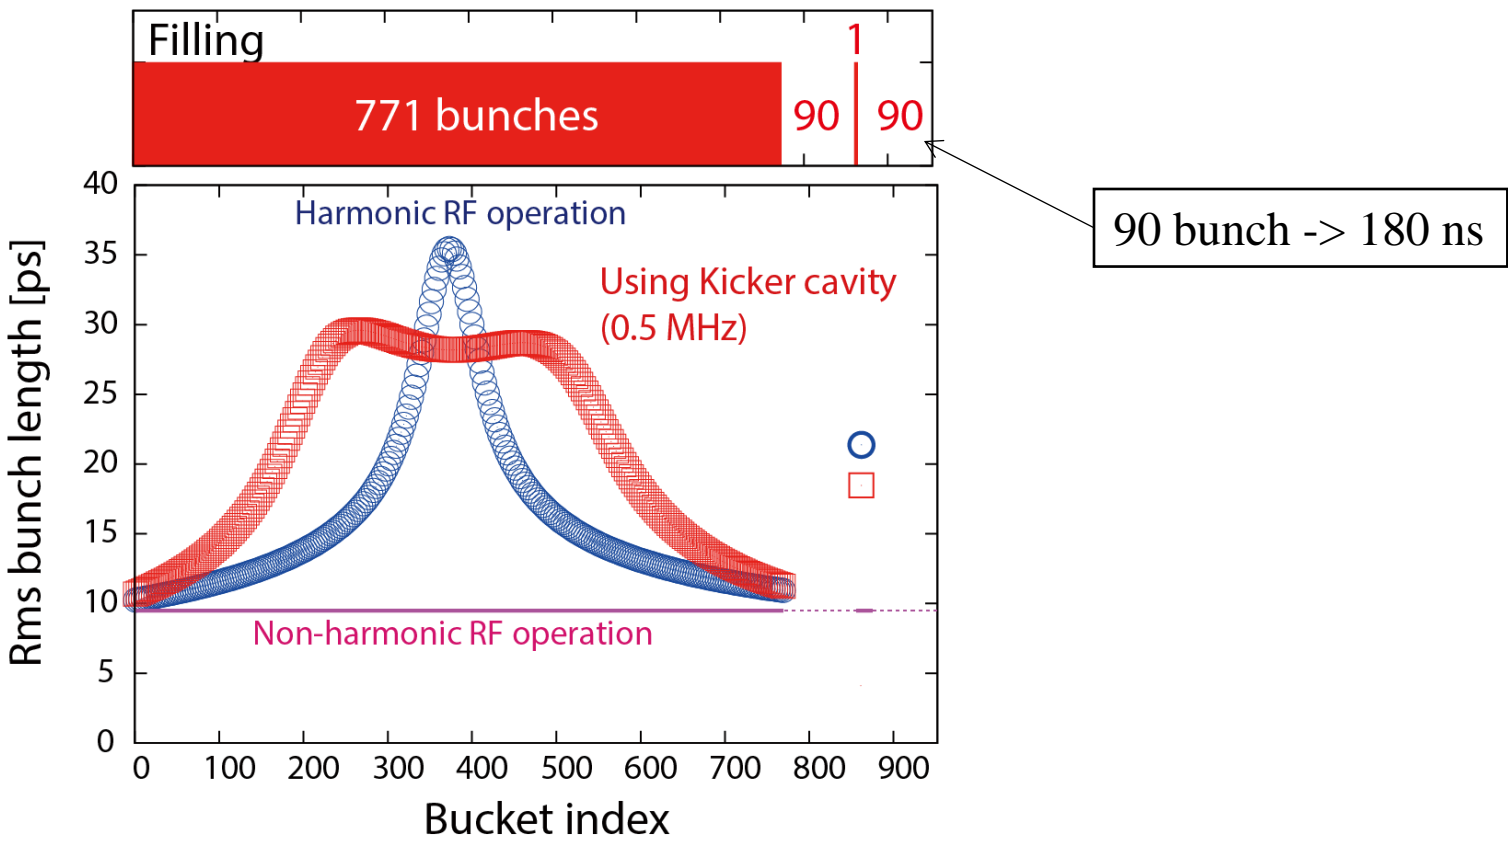 Filling
1
771 bunches
90
90
90 bunch -> 180 ns
Rms bunch length [ps]
40
35
30
25
20
15
10
5
0
Harmonic RF operation
Using Kicker cavity
(0.5 MHz)
Non-harmonic RF operation
0 100 200 300 400 500 600 700 800 900
Bucket index